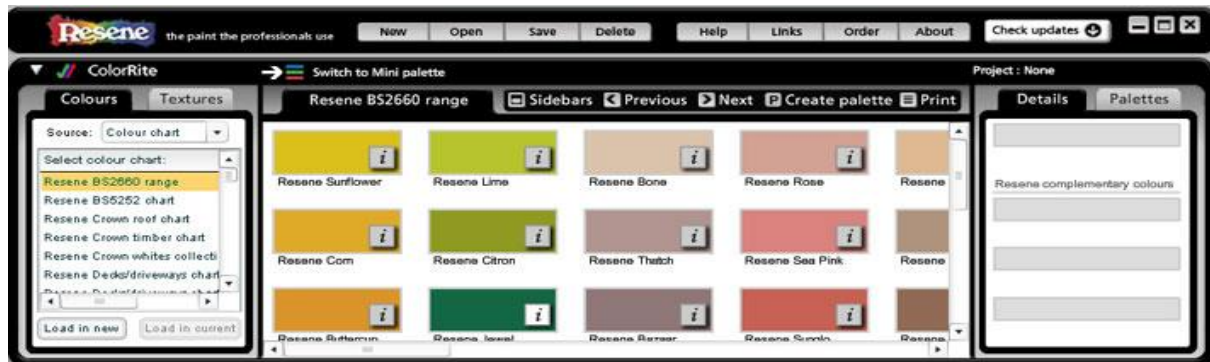 Resene the paint the professionals use New Open Save Delete Help Links Order About Check updates
ColorRite Switch to Mini palette Project : None
Colours Textures
Resene BS2660 range Sidebars Previous Next P Create palette Print
Details Palettes
Source: Colour chart
Select colour chart:
Resene BS2660 range
Resene BS5252 chart
Resene Crown roof chart
Resene Crown timber chart
Resene Crown whites collecti
Resene Decks/driveways chart
Load in new Load in current
i i i i
Resene Sunflower Resene Lime Resene Bone Resene Rose Resene
i i i i
Resene Corn Resene Citron Resene Thatch Resene Sea Pink Resene
i i i i
Resene Buttercup Resene Jewel Resene Bazaar Resene Sunglo Resene
Resene complementary colours